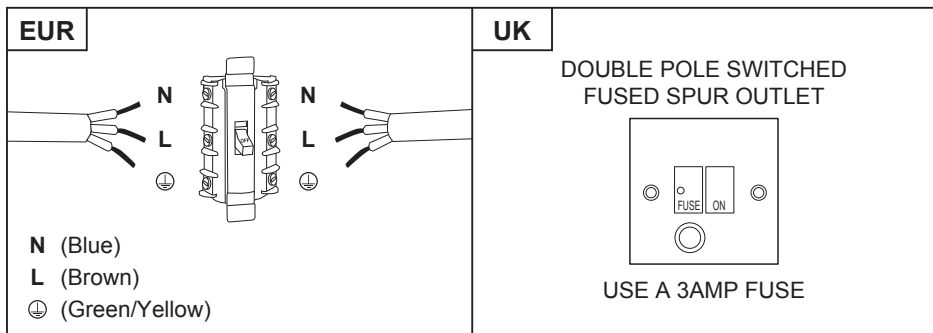 EUR
N
N
L
OFF
L
⏚
⏚
N (Blue)
L (Brown)
⏚ (Green/Yellow)
UK
DOUBLE POLE SWITCHED
FUSED SPUR OUTLET
FUSE
ON
USE A 3AMP FUSE